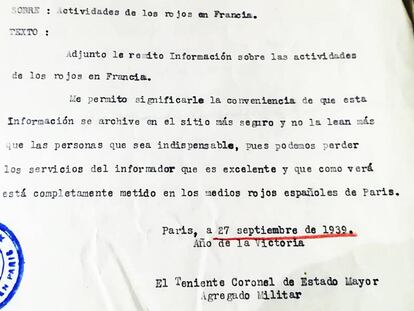 SOBRE : Actividades de los rojos en Francia.
TEXTO :
Adjunto le remito Información sobre las actividades
de los rojos en Francia.
Me permito significarle la conveniencia de que esta
Información se archive en el sitio más seguro y no la lean más
que las personas que sea indispensable, pues podemos perder
los servicios del informador que es excelente y que como verá
está completamente metido en los medios rojos españoles de Paris.
Paris, a 27 septiembre de 1939.
Año de la Victoria
El Teniente Coronel de Estado Mayor
Agregado Militar
EN PARIS